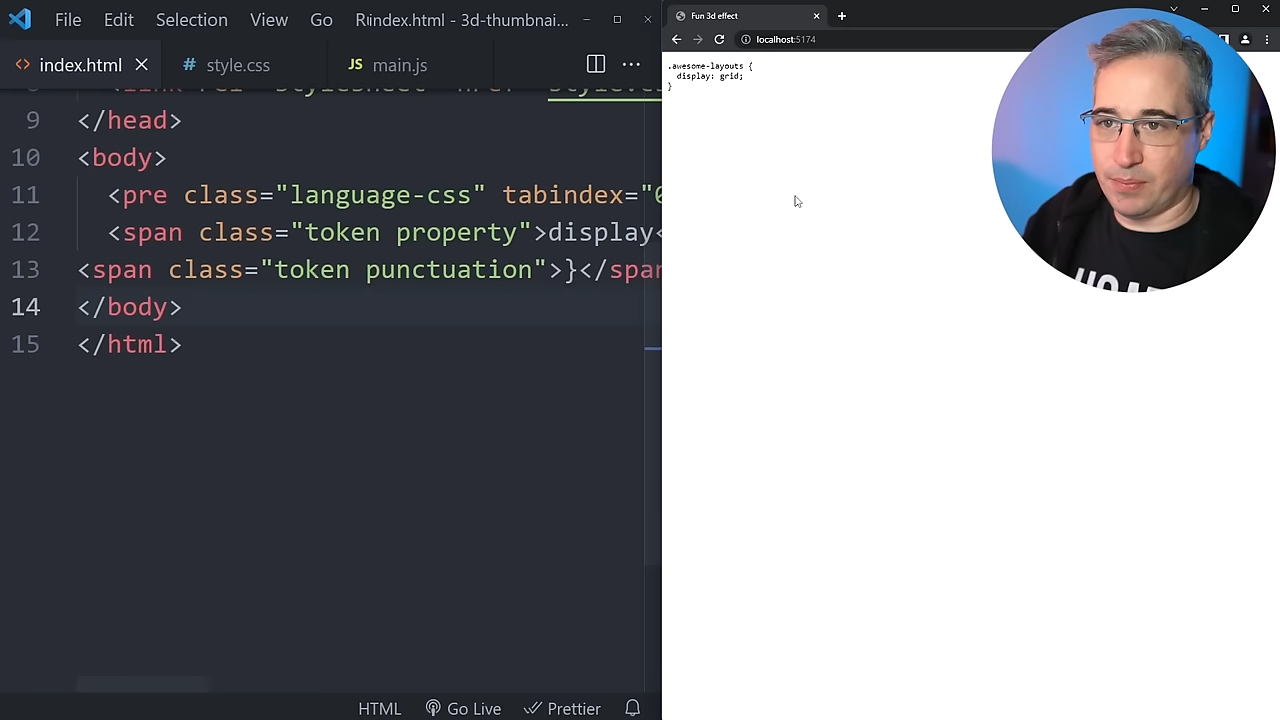 File Edit Selection View Go
index.html - 3d-thumbnai...
index.html
# style.css
JS main.js
9 </head>
10 <body>
11 <pre class="language-css" tabindex="0
12 <span class="token property">display<
13 <span class="token punctuation">}</span
14 </body>
15 </html>
HTML Go Live Prettier
Fun 3d effect
localhost:5174
.awesome-layouts {
display: grid;
}